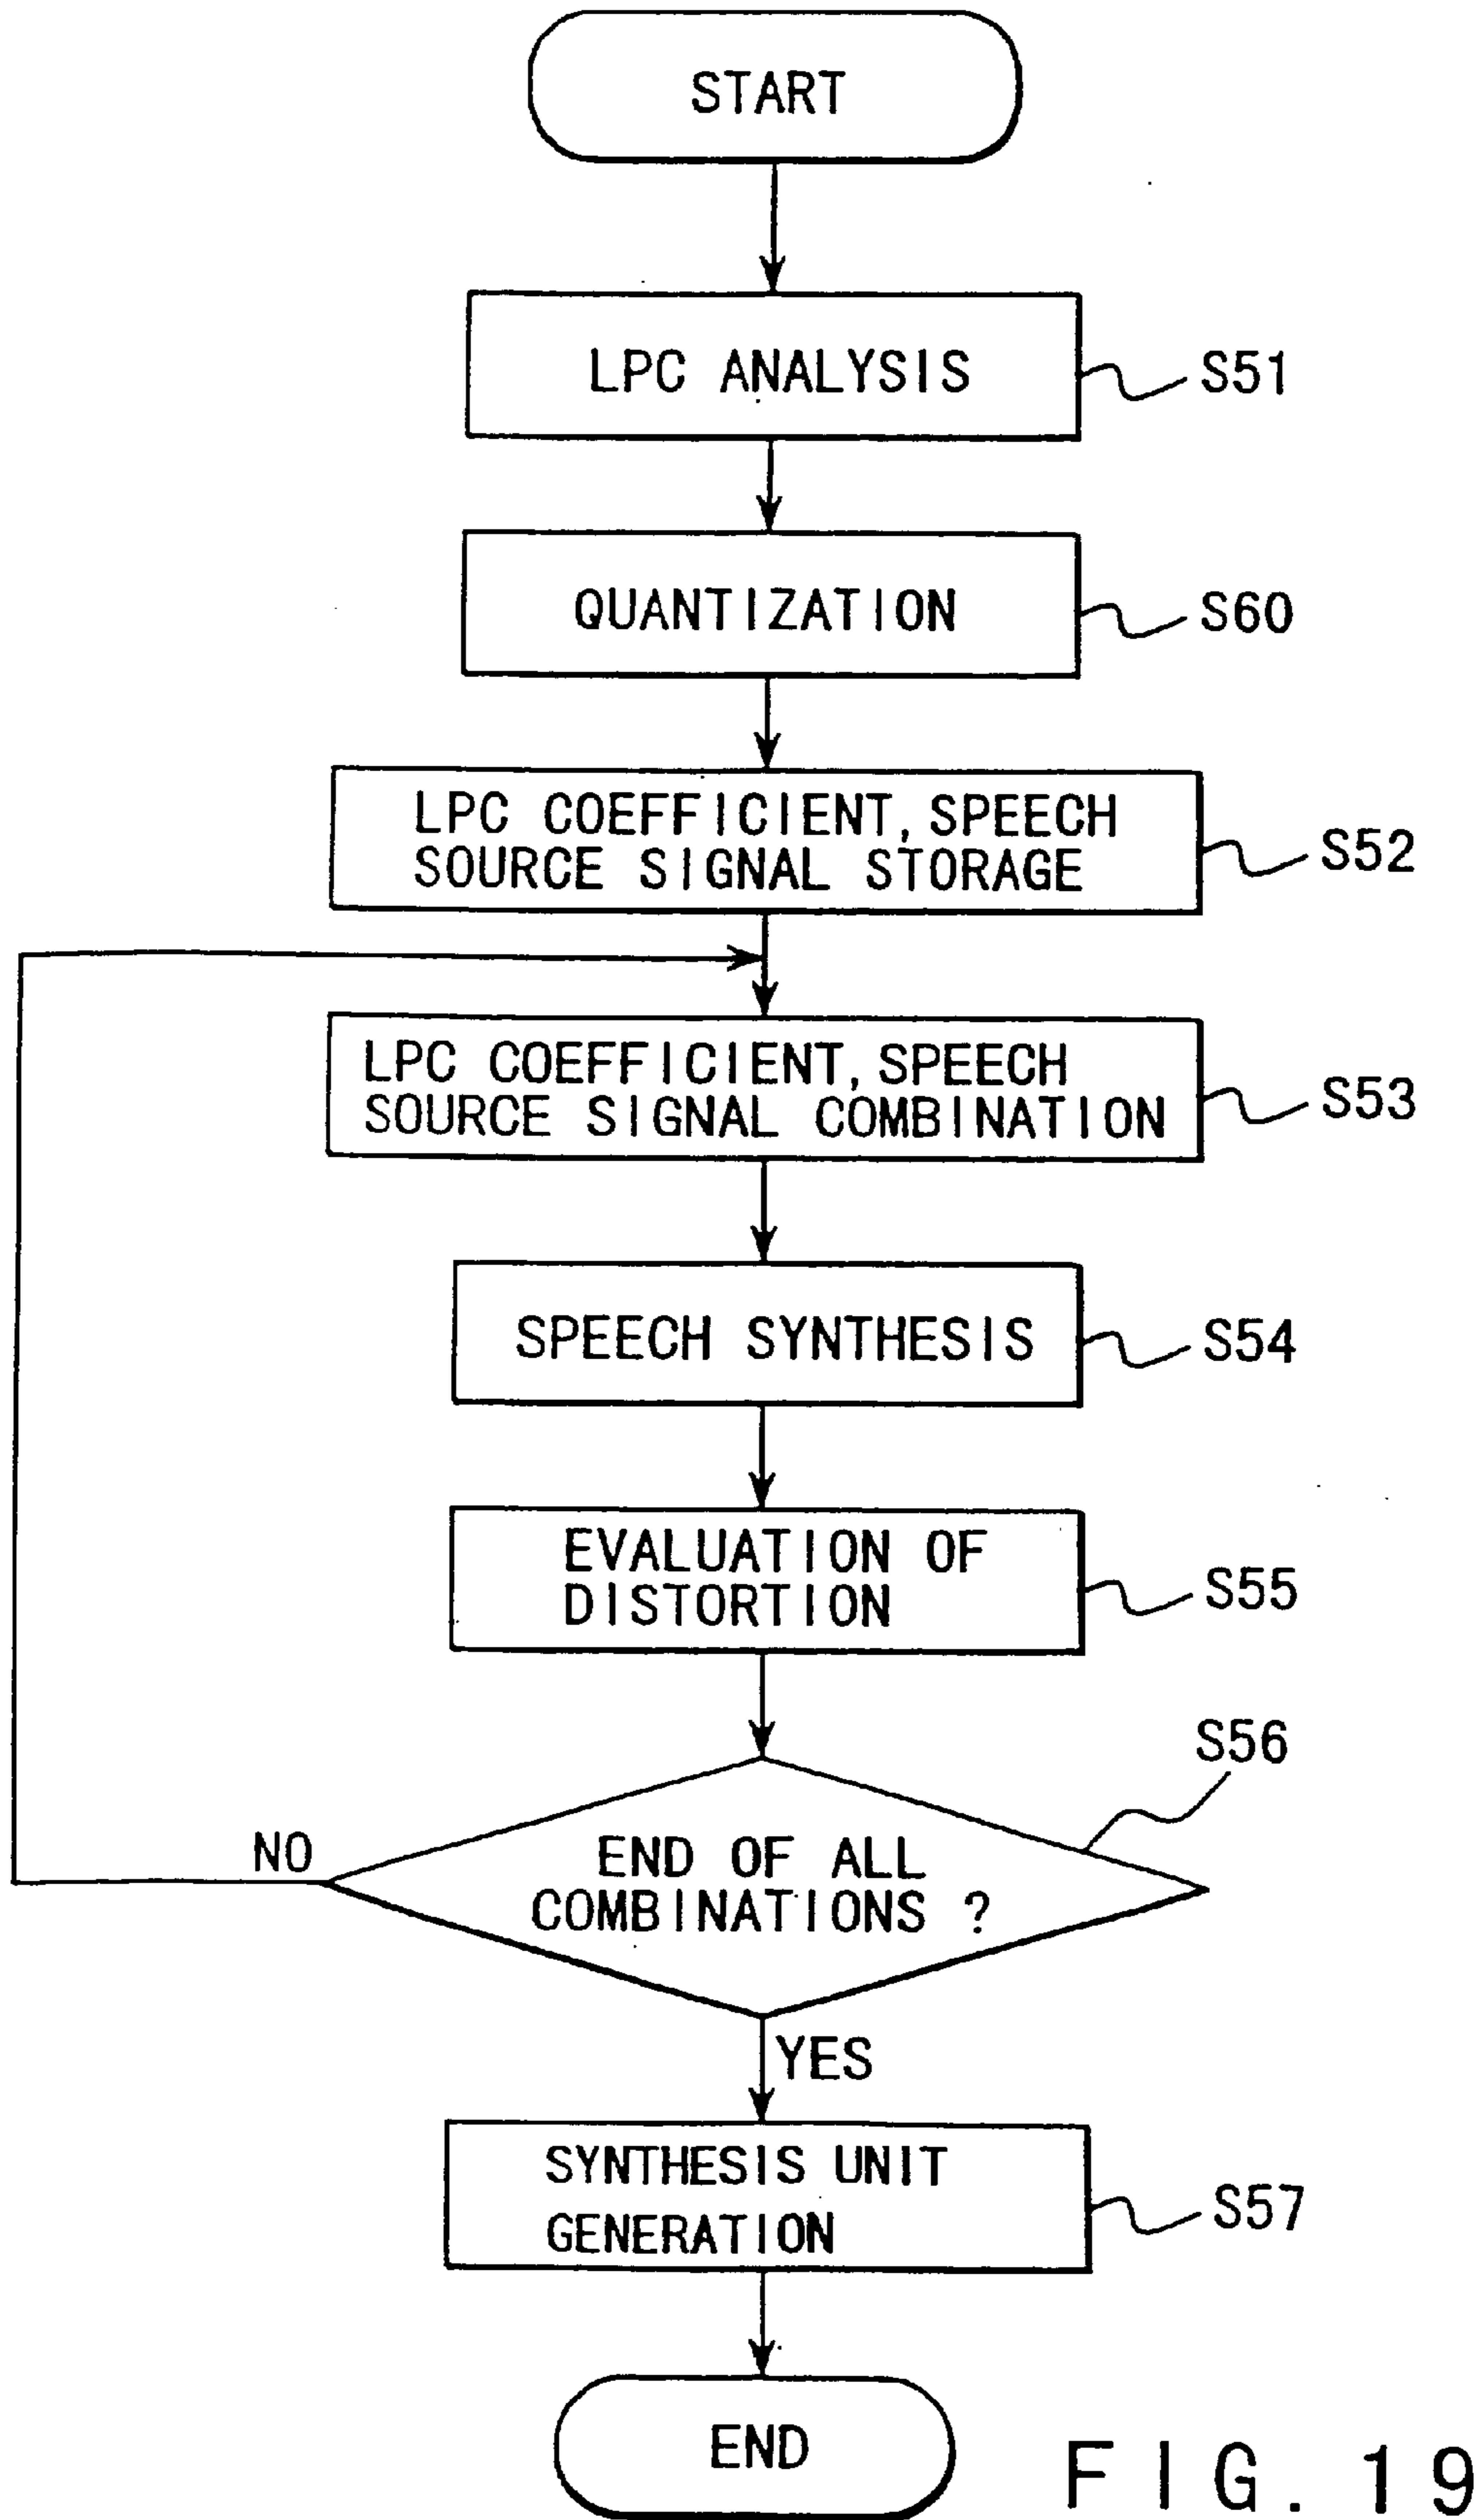 START
LPC ANALYSIS
S51
QUANTIZATION
S60
LPC COEFFICIENT, SPEECH
SOURCE SIGNAL STORAGE
S52
LPC COEFFICIENT, SPEECH
SOURCE SIGNAL COMBINATION
S53
SPEECH SYNTHESIS
S54
EVALUATION OF
DISTORTION
S55
S56
NO
END OF ALL
COMBINATIONS ?
YES
SYNTHESIS UNIT
GENERATION
S57
END
FIG. 19